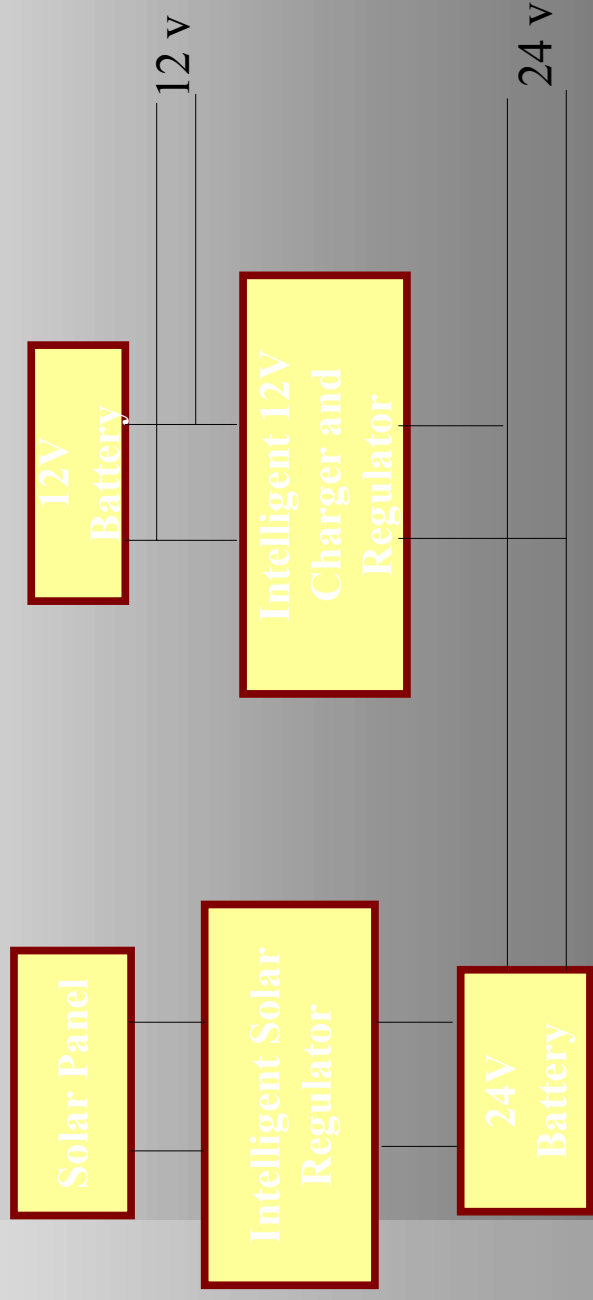 Solar Panel
Intelligent Solar
Regulator
24V
Battery
12V
Battery
Intelligent 12V
Charger and
Regulator
12 v
24 v